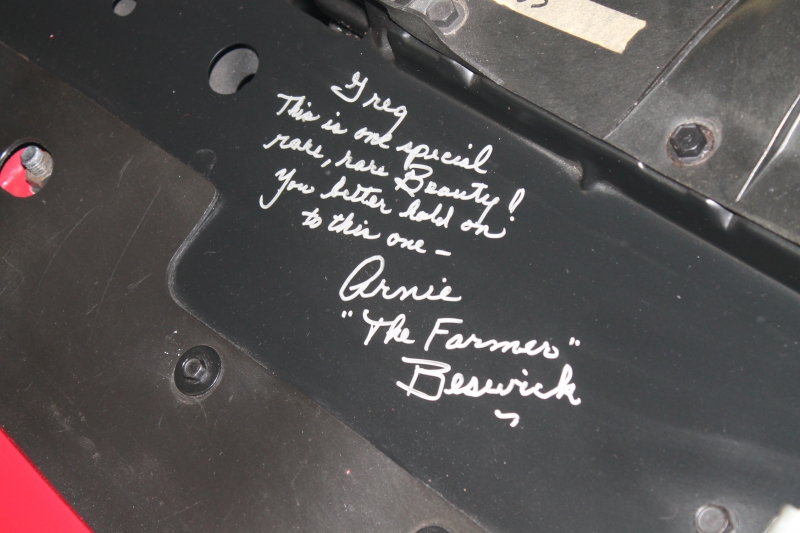 Greg
This is one special
rare, rare Beauty!
You better hold on
to this one -
Arnie
"The Farmer"
Beswick